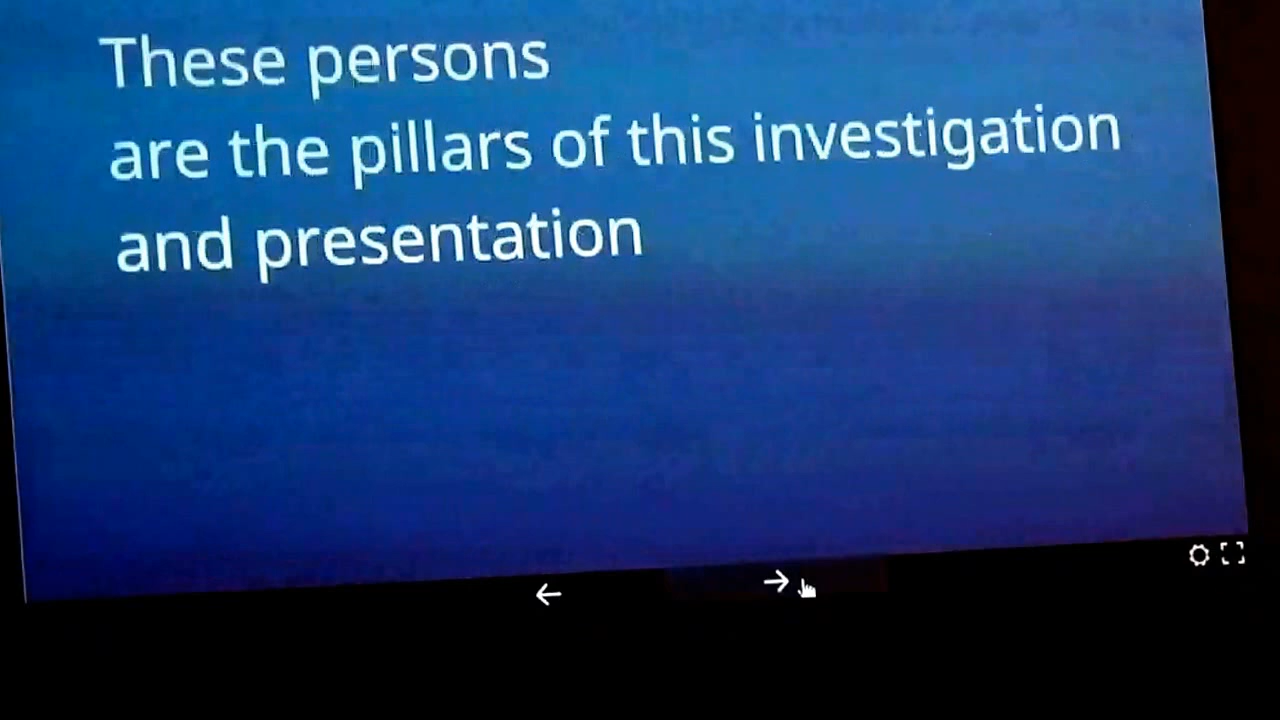 These persons
are the pillars of this investigation
and presentation